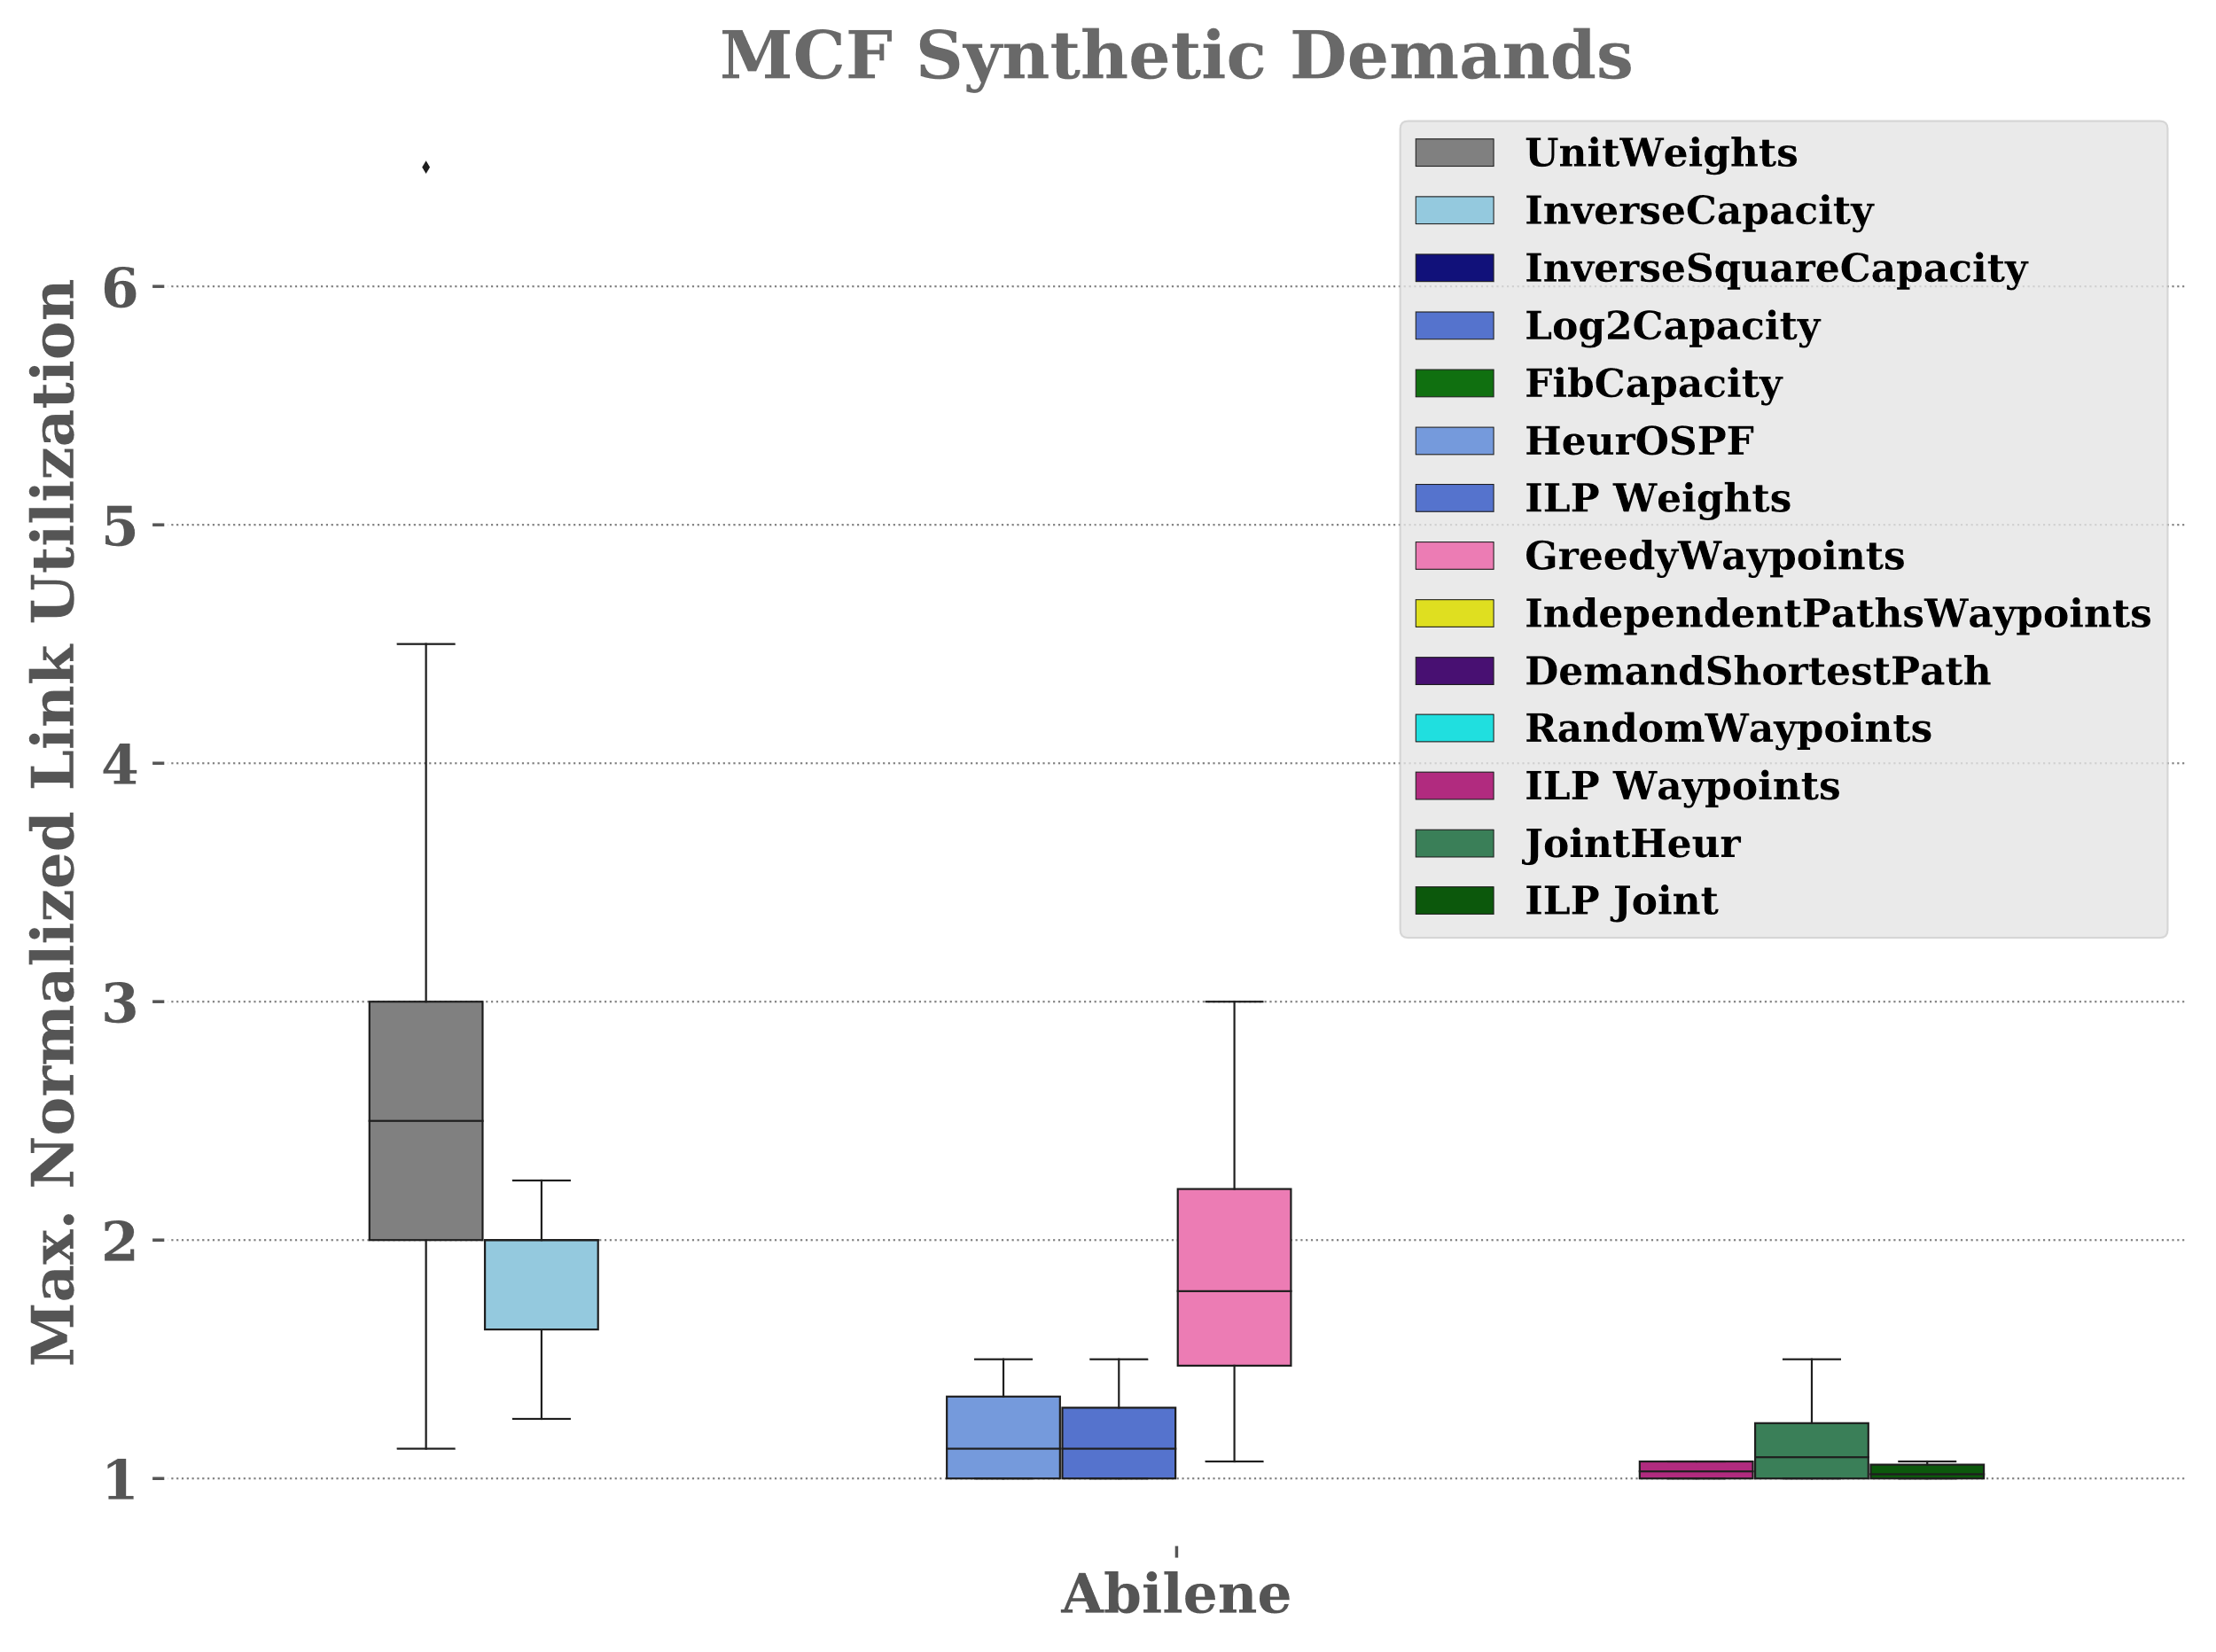 MCF Synthetic Demands
Max. Normalized Link Utilization
6
5
4
3
2
1
Abilene
UnitWeights
InverseCapacity
InverseSquareCapacity
Log2Capacity
FibCapacity
HeurOSPF
ILP Weights
GreedyWaypoints
IndependentPathsWaypoints
DemandShortestPath
RandomWaypoints
ILP Waypoints
JointHeur
ILP Joint